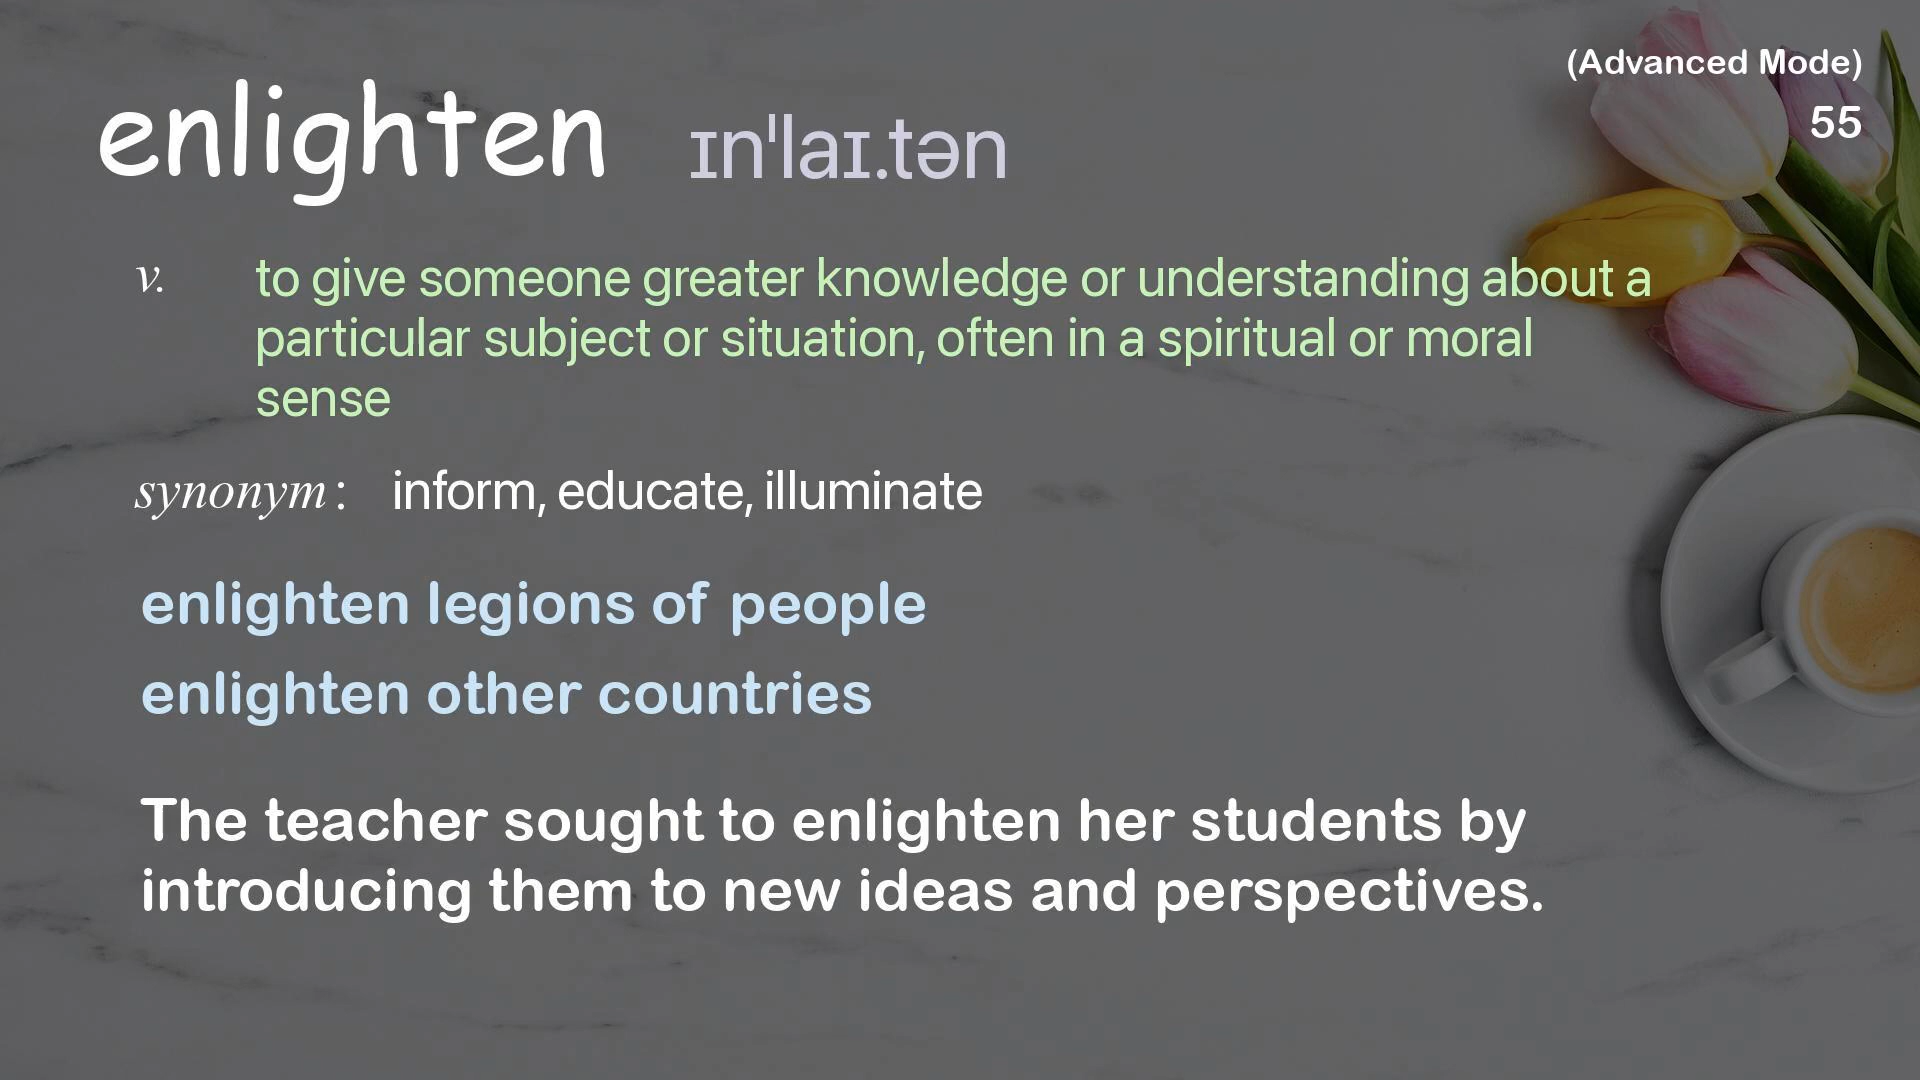 (Advanced Mode)
55
enlighten ɪnˈlaɪ.tən
v. to give someone greater knowledge or understanding about a
particular subject or situation, often in a spiritual or moral
sense
synonym: inform, educate, illuminate
enlighten legions of people
enlighten other countries
The teacher sought to enlighten her students by
introducing them to new ideas and perspectives.